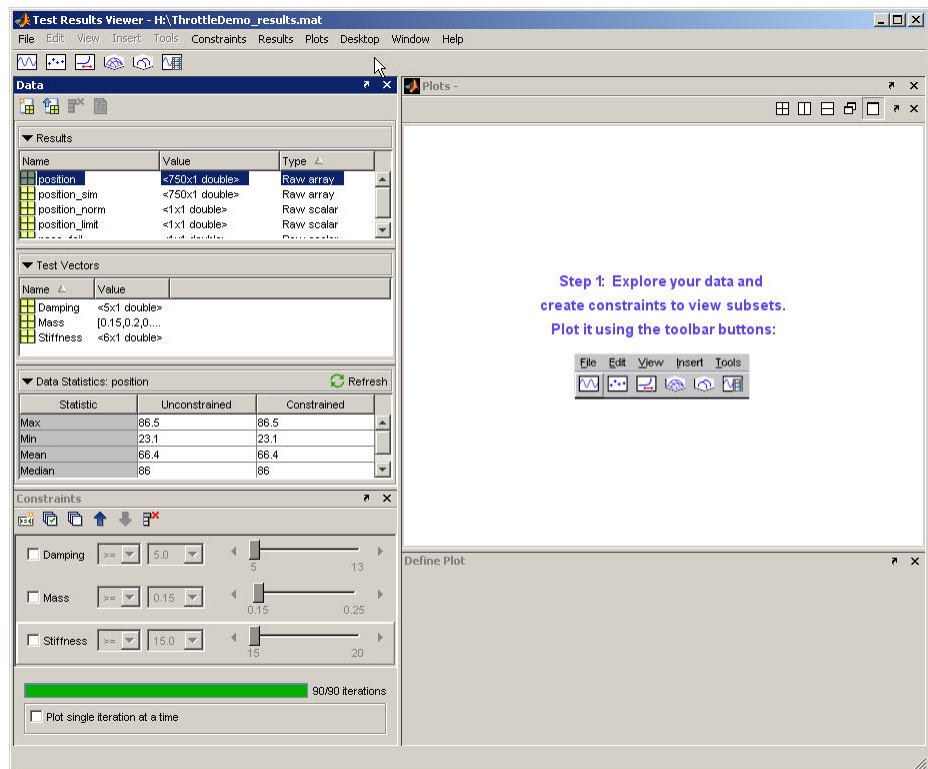 Test Results Viewer - H:\ThrottleDemo_results.mat
File Edit View Insert Tools Constraints Results Plots Desktop Window Help
Data
Plots -
Results
Name Value Type
position <750x1 double> Raw array
position_sim <750x1 double> Raw array
position_norm <1x1 double> Raw scalar
position_limit <1x1 double> Raw scalar
Test Vectors
Name Value
Damping <5x1 double>
Mass [0.15,0.2,0....
Stiffness <6x1 double>
Step 1: Explore your data and
create constraints to view subsets.
Plot it using the toolbar buttons:
File Edit View Insert Tools
Data Statistics: position Refresh
Statistic Unconstrained Constrained
Max 86.5 86.5
Min 23.1 23.1
Mean 66.4 66.4
Median 86 86
Constraints
Damping >= 5.0
5 13
Mass >= 0.15
0.15 0.25
Stiffness >= 15.0
15 20
90/90 iterations
Plot single iteration at a time
Define Plot